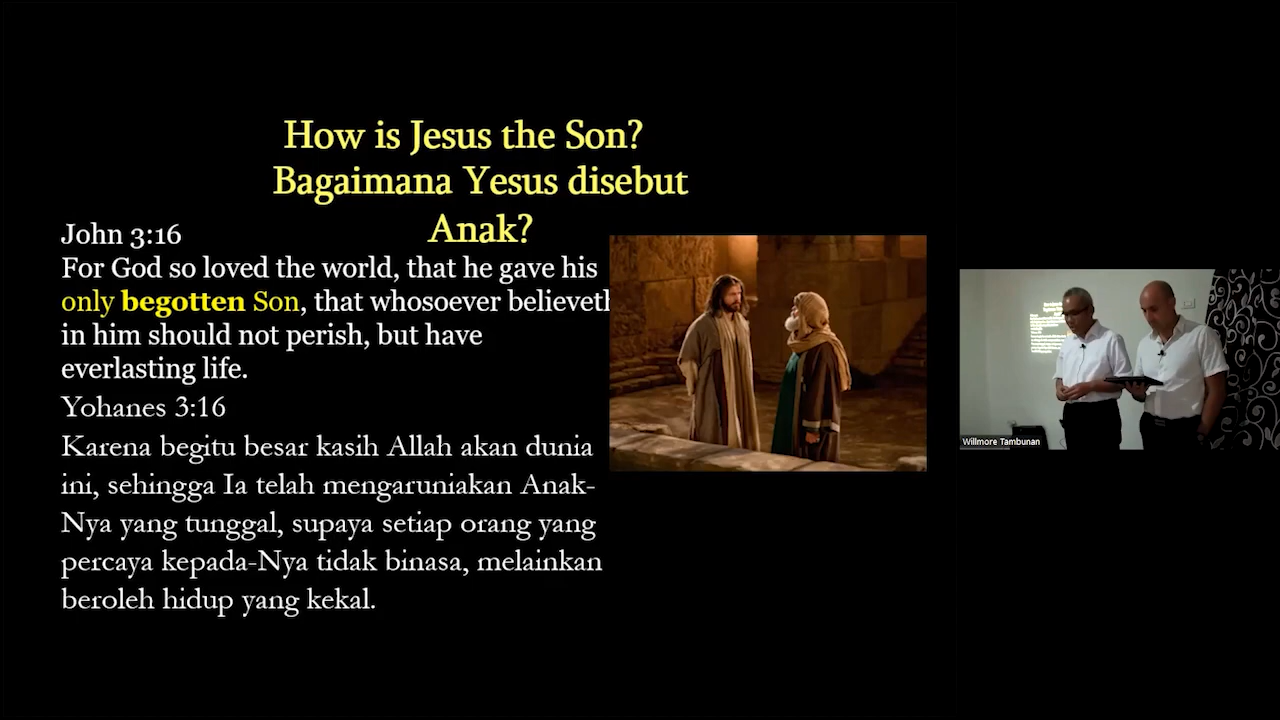 How is Jesus the Son?
Bagaimana Yesus disebut
Anak?
John 3:16
For God so loved the world, that he gave his
only begotten Son, that whosoever believeth
in him should not perish, but have
everlasting life.
Yohanes 3:16
Karena begitu besar kasih Allah akan dunia
ini, sehingga Ia telah mengaruniakan Anak-
Nya yang tunggal, supaya setiap orang yang
percaya kepada-Nya tidak binasa, melainkan
beroleh hidup yang kekal.
Willmore Tambunan